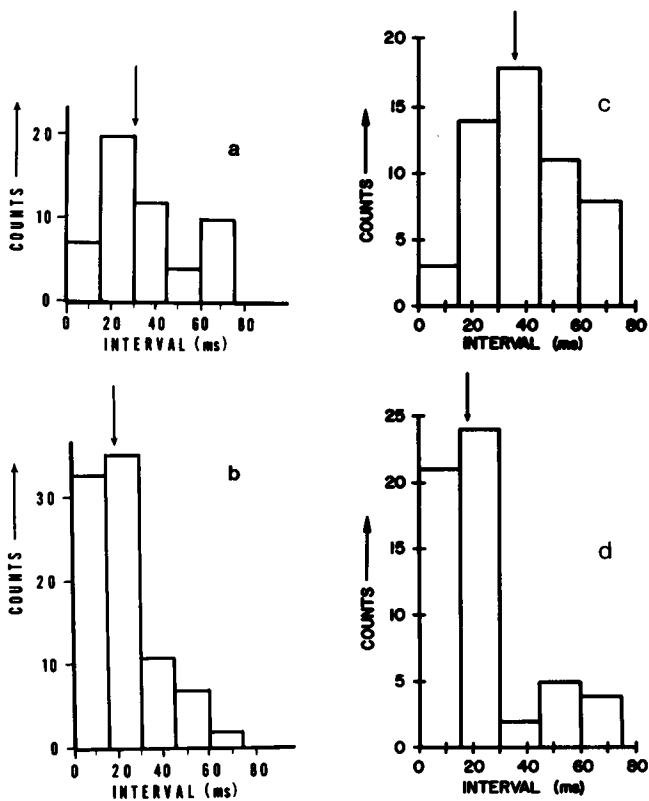 a
COUNTS
20
10
0
0 20 40 60 80
INTERVAL (ms)
c
COUNTS
20
15
10
5
0
0 20 40 60 80
INTERVAL (ms)
b
COUNTS
30
20
10
0
0 20 40 60 80
INTERVAL (ms)
d
COUNTS
25
20
15
10
5
0
0 20 40 60 80
INTERVAL (ms)